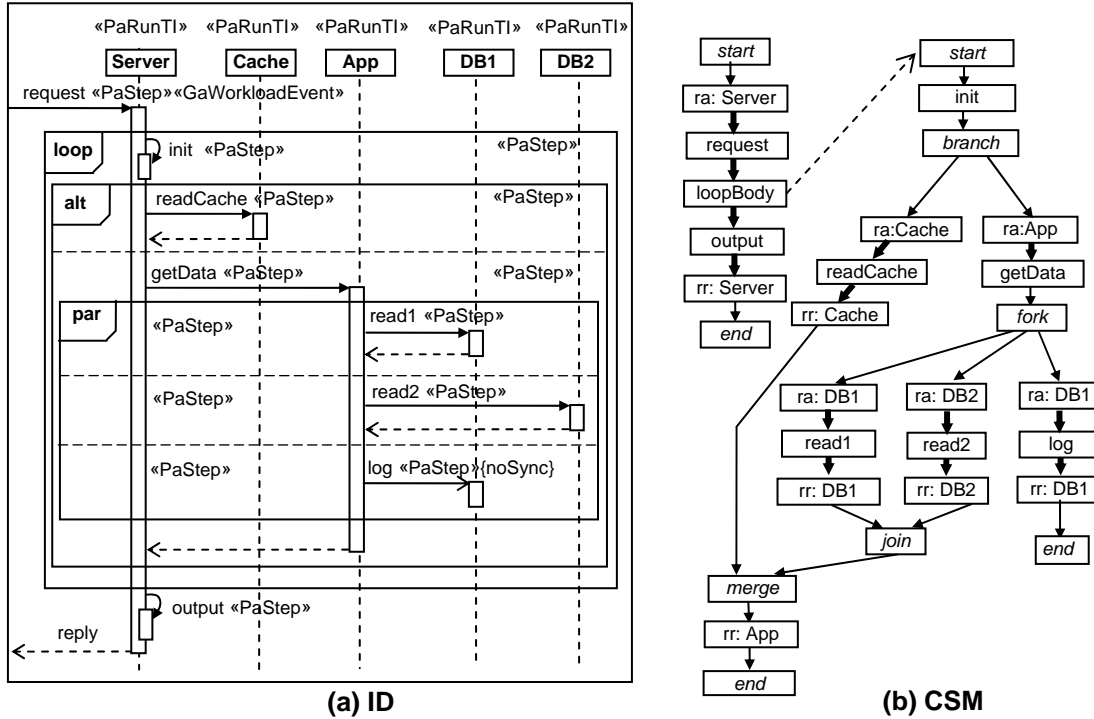 «PaRunTI» «PaRunTI» «PaRunTI» «PaRunTI» «PaRunTI»
Server Cache App DB1 DB2
request «PaStep»«GaWorkloadEvent»
loop
init «PaStep»
«PaStep»
alt
readCache «PaStep»
«PaStep»
getData «PaStep»
«PaStep»
par
«PaStep»
read1 «PaStep»
«PaStep»
read2 «PaStep»
«PaStep»
log «PaStep»{noSync}
output «PaStep»
reply
(a) ID
start
ra: Server
request
loopBody
output
rr: Server
end
start
init
branch
ra:Cache
readCache
rr: Cache
ra:App
getData
fork
ra: DB1
read1
rr: DB1
ra: DB2
read2
rr: DB2
ra: DB1
log
rr: DB1
end
join
merge
rr: App
end
(b) CSM